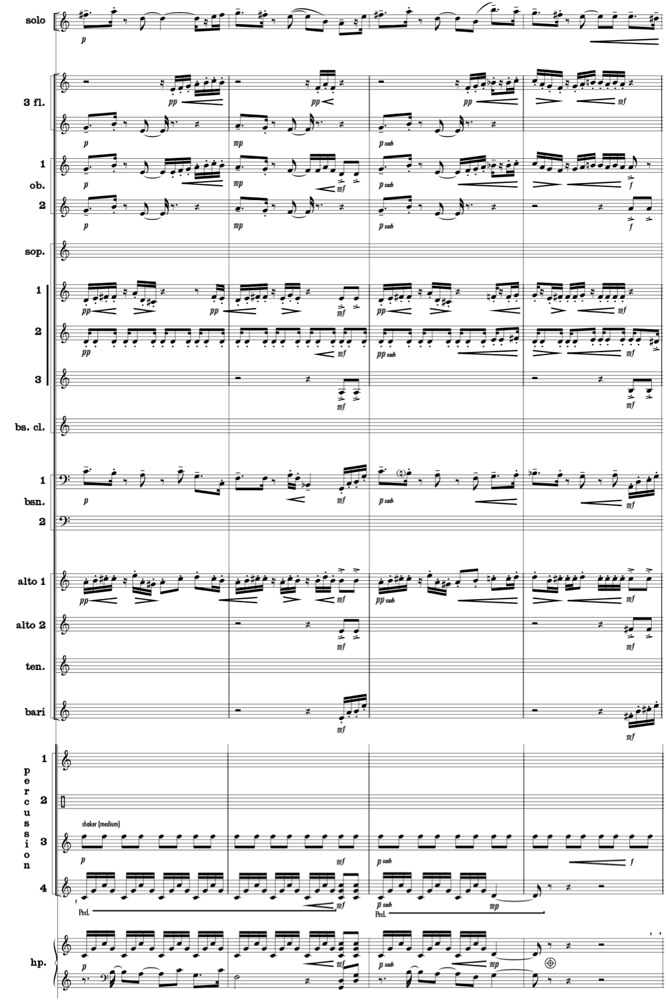 solo
p
3 fl.
pp
pp
pp
mf
p
mp
p sub.
1
ob.
p
mp
mf
p sub.
f
2
p
mp
p sub.
f
sop.
1
pp
pp
mf
pp
mf
2
pp
mf
pp sub.
mf
3
mf
mf
bs. cl.
1
bsn.
p
mf
p sub.
mf
2
alto 1
pp
mf
pp sub.
mf
alto 2
mf
mf
ten.
bari
mf
mf
percussion
1
2
shaker (medium)
3
p
mf
p sub.
f
4
mf
p sub.
mp
Ped.
Ped.
hp.
p
mf
p sub.
mp